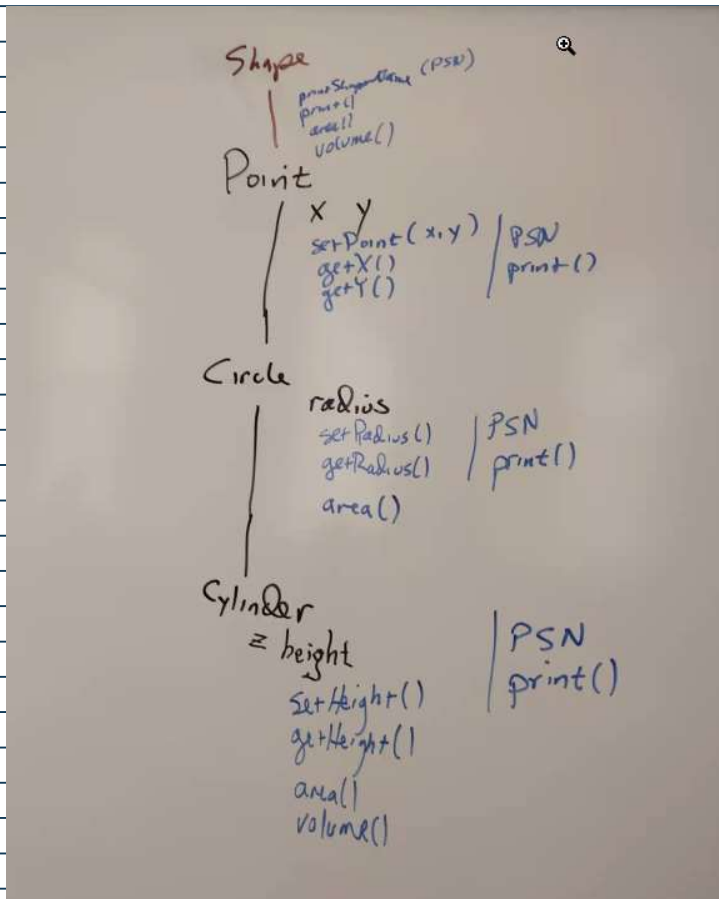 Shape
printShapeName (PSN)
print()
area()
volume()
Point
X Y
setPoint(x,y) PSN
getX() print()
getY()
Circle
radius
setRadius() PSN
getRadius() print()
area()
Cylinder
z height PSN
setHeight() print()
getHeight()
area()
volume()